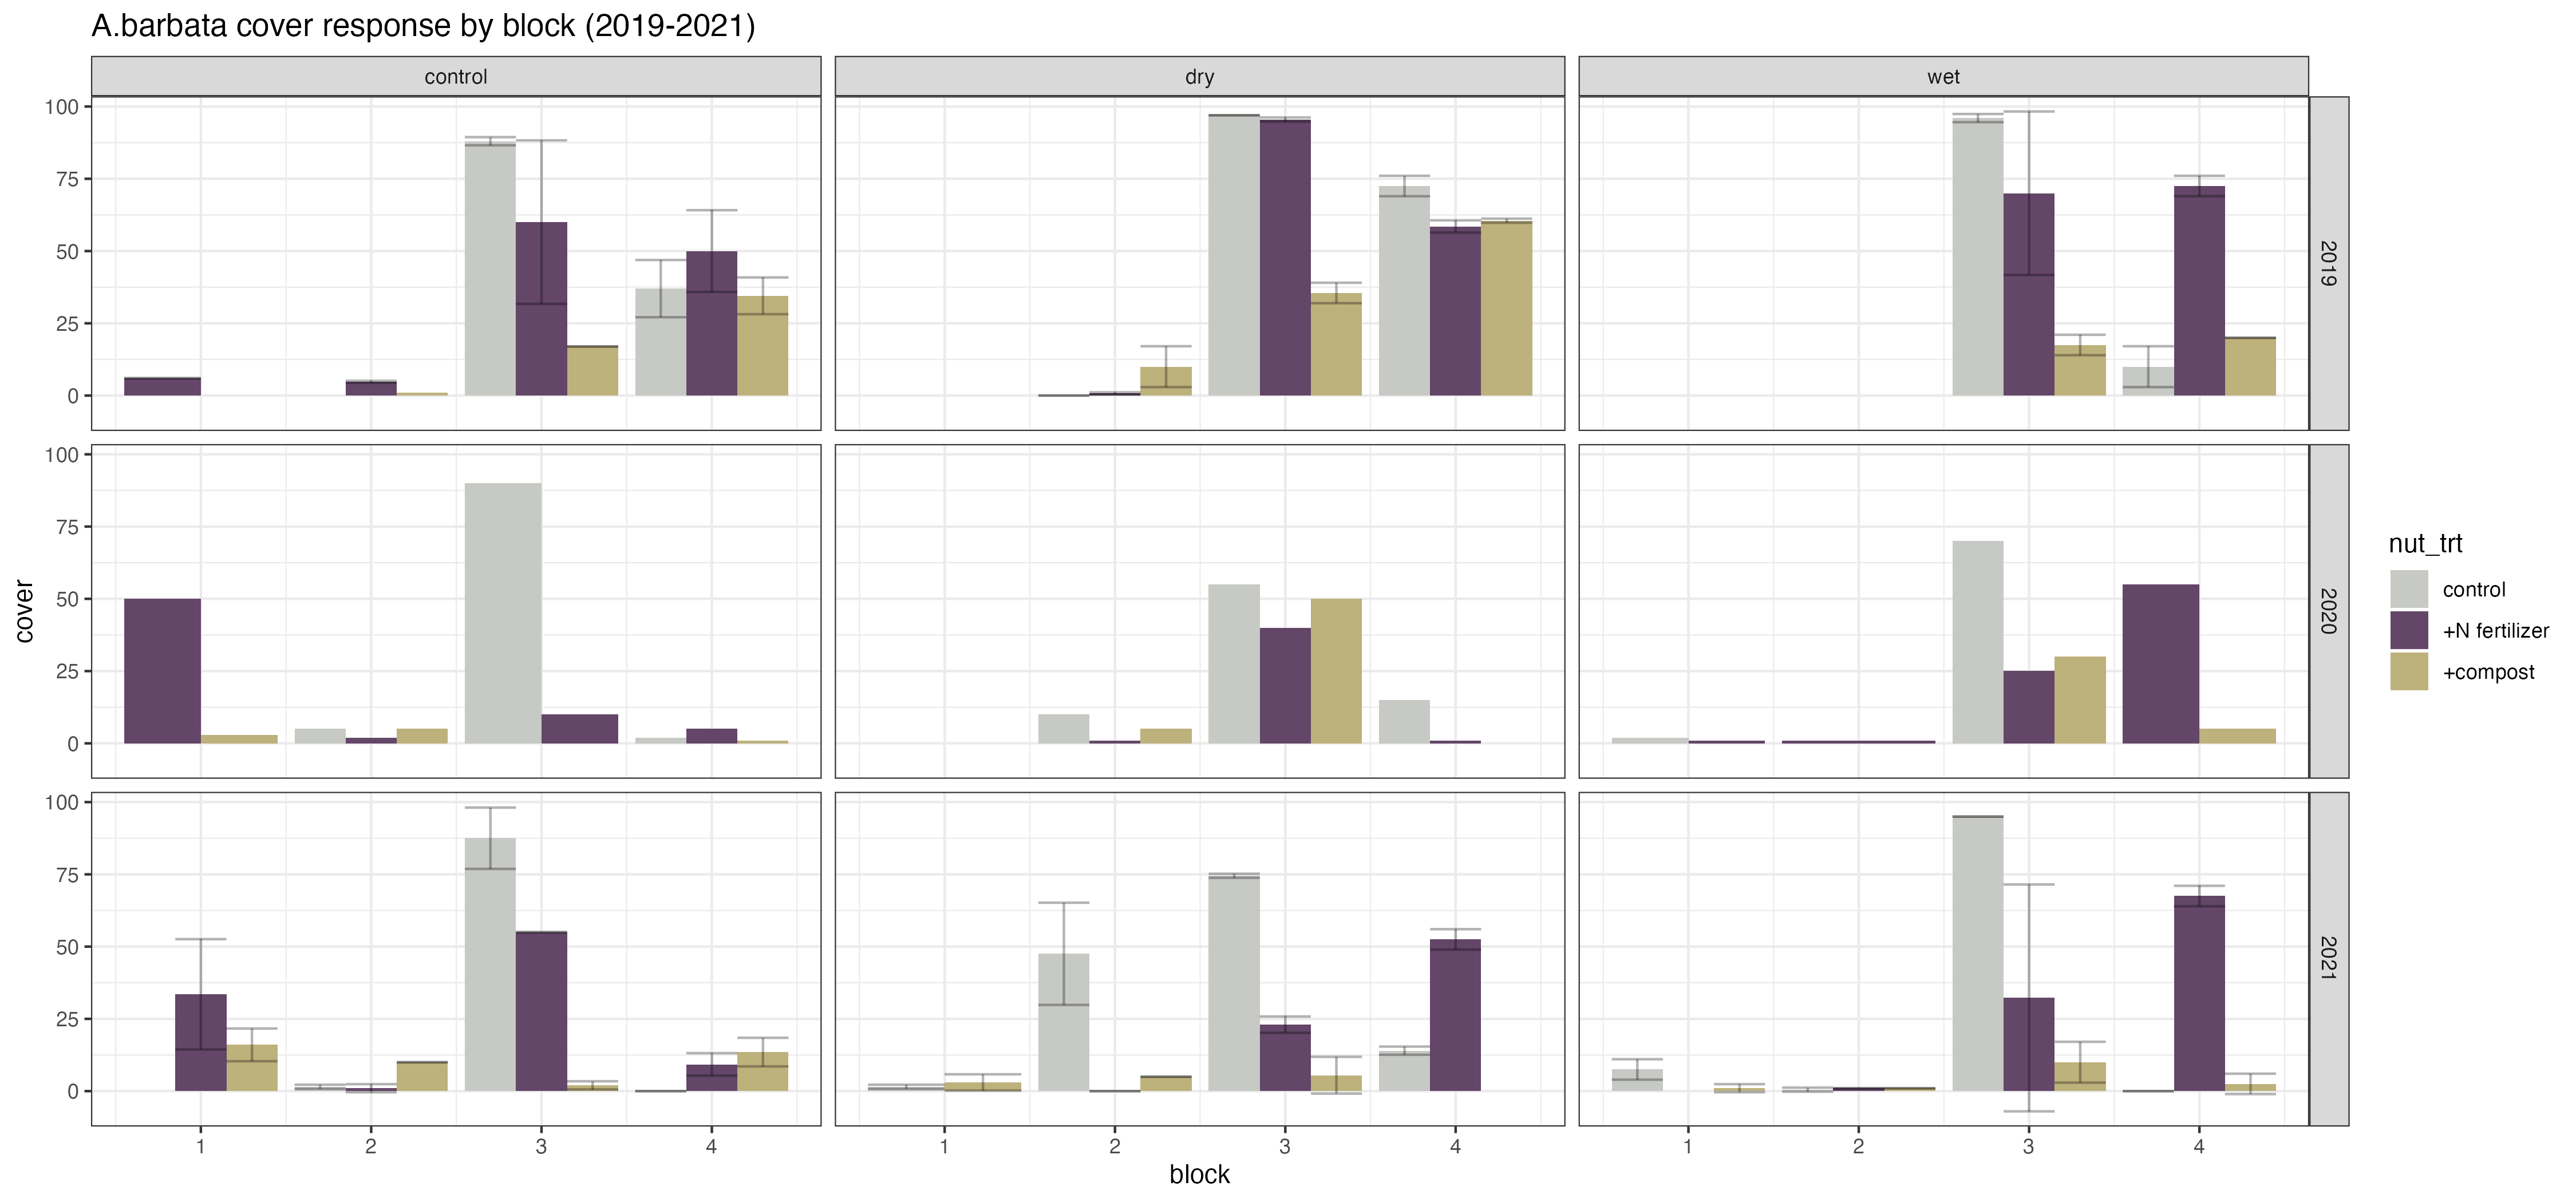 A.barbata cover response by block (2019-2021)
control dry wet
100
75
50
25
0
2019
100
75
50
25
0
2020
100
75
50
25
0
2021
1 2 3 4 1 2 3 4 1 2 3 4
block
cover
nut_trt
control
+N fertilizer
+compost